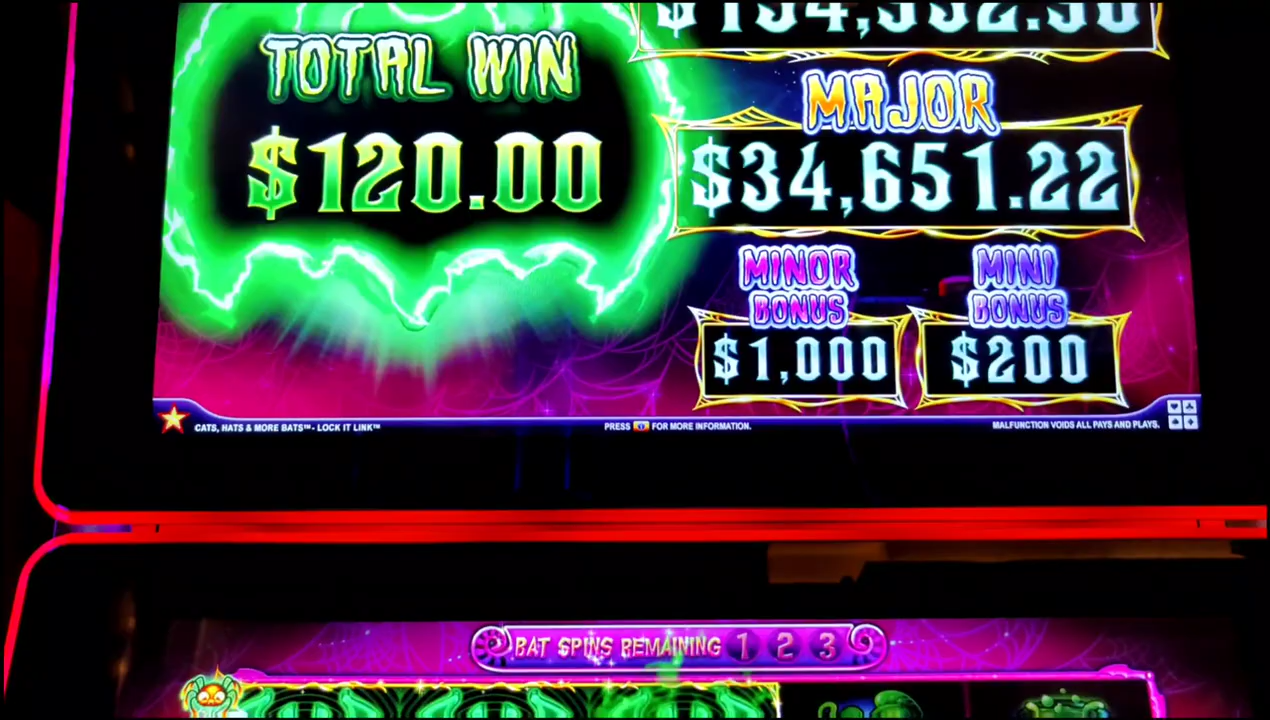 TOTAL WIN
$120.00
MAJOR
$34,651.22
MINOR
BONUS
$1,000
MINI
BONUS
$200
CATS, HATS & MORE BATS™- LOCK IT LINK™
PRESS FOR MORE INFORMATION.
MALFUNCTION VOIDS ALL PAYS AND PLAYS.
BAT SPINS REMAINING 1 2 3